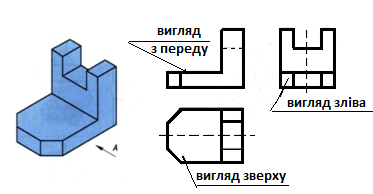 вигляд
з переду
вигляд зліва
A
вигляд зверху